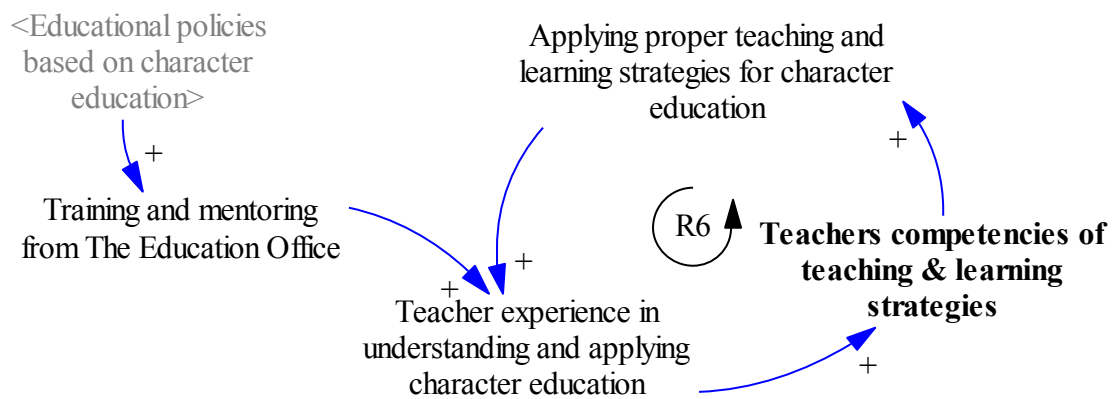 <Educational policies
based on character
education>
+
Training and mentoring
from The Education Office
Applying proper teaching and
learning strategies for character
education
+
R6
Teachers competencies of
teaching & learning
strategies
+
+
Teacher experience in
understanding and applying
character education
+